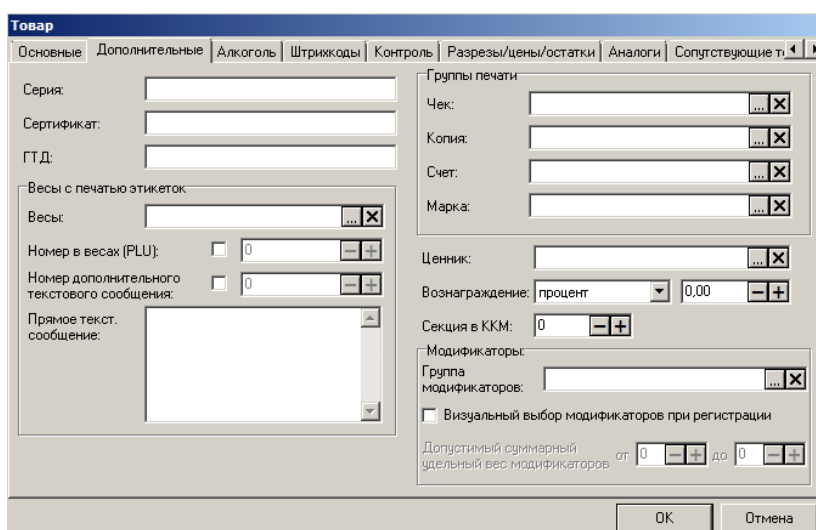 Товар
Основные Дополнительные Алкоголь Штрихкоды Контроль Разрезы/цены/остатки Аналоги Сопутствующие
Серия:
Сертификат:
ГТД:
Весы с печатью этикеток
Весы: ...
Номер в весах (PLU): 0
Номер дополнительного
текстового сообщения: 0
Прямое текст.
сообщение:
Группы печати
Чек: ...
Копия: ...
Счет: ...
Марка: ...
Ценник: ...
Вознаграждение: процент 0,00
Секция в ККМ: 0
Модификаторы:
Группа
модификаторов: ...
Визуальный выбор модификаторов при регистрации
Допустимый суммарный
удельный вес модификаторов от 0 до 0
OK Отмена